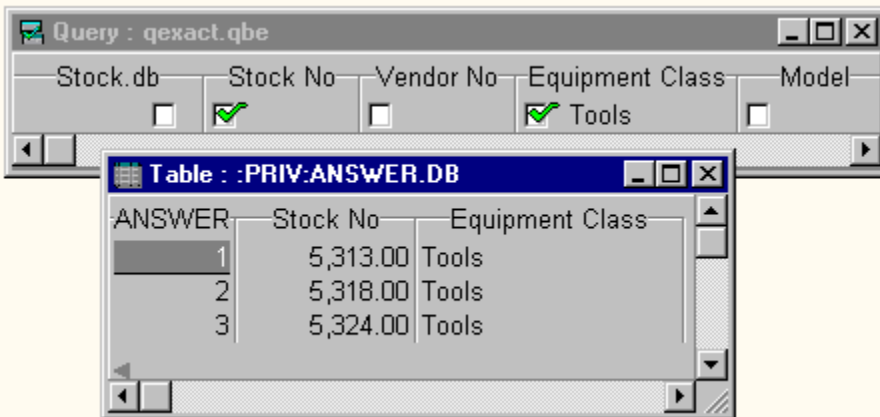 Query : qexact.qbe
Stock.db Stock No Vendor No Equipment Class Model
Tools
Table : :PRIV:ANSWER.DB
ANSWER Stock No Equipment Class
1 5,313.00 Tools
2 5,318.00 Tools
3 5,324.00 Tools